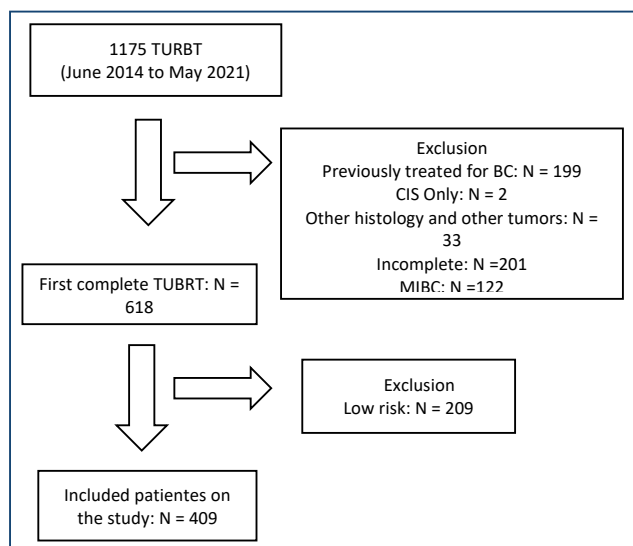 1175 TURBT
(June 2014 to May 2021)
Exclusion
Previously treated for BC: N = 199
CIS Only: N = 2
Other histology and other tumors: N =
33
Incomplete: N =201
MIBC: N =122
First complete TUBRT: N =
618
Exclusion
Low risk: N = 209
Included patientes on
the study: N = 409